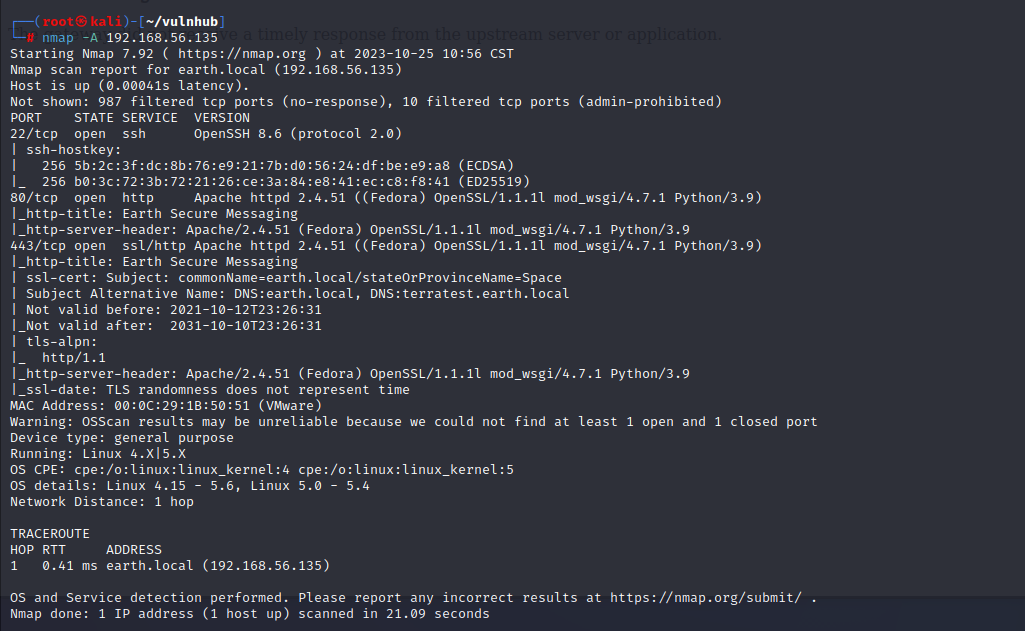 ┌──(root㉿kali)-[~/vulnhub]
└─# nmap -A 192.168.56.135
e a timely response from the upstream server or application.
Starting Nmap 7.92 ( https://nmap.org ) at 2023-10-25 10:56 CST
Nmap scan report for earth.local (192.168.56.135)
Host is up (0.00041s latency).
Not shown: 987 filtered tcp ports (no-response), 10 filtered tcp ports (admin-prohibited)
PORT    STATE SERVICE  VERSION
22/tcp  open  ssh      OpenSSH 8.6 (protocol 2.0)
| ssh-hostkey:
|   256 5b:2c:3f:dc:8b:76:e9:21:7b:d0:56:24:df:be:e9:a8 (ECDSA)
|_  256 b0:3c:72:3b:72:21:26:ce:3a:84:e8:41:ec:c8:f8:41 (ED25519)
80/tcp  open  http     Apache httpd 2.4.51 ((Fedora) OpenSSL/1.1.1l mod_wsgi/4.7.1 Python/3.9)
|_http-title: Earth Secure Messaging
|_http-server-header: Apache/2.4.51 (Fedora) OpenSSL/1.1.1l mod_wsgi/4.7.1 Python/3.9
443/tcp open  ssl/http Apache httpd 2.4.51 ((Fedora) OpenSSL/1.1.1l mod_wsgi/4.7.1 Python/3.9)
|_http-title: Earth Secure Messaging
| ssl-cert: Subject: commonName=earth.local/stateOrProvinceName=Space
| Subject Alternative Name: DNS:earth.local, DNS:terratest.earth.local
| Not valid before: 2021-10-12T23:26:31
|_Not valid after:  2031-10-10T23:26:31
| tls-alpn:
|_  http/1.1
|_http-server-header: Apache/2.4.51 (Fedora) OpenSSL/1.1.1l mod_wsgi/4.7.1 Python/3.9
|_ssl-date: TLS randomness does not represent time
MAC Address: 00:0C:29:1B:50:51 (VMware)
Warning: OSScan results may be unreliable because we could not find at least 1 open and 1 closed port
Device type: general purpose
Running: Linux 4.X|5.X
OS CPE: cpe:/o:linux:linux_kernel:4 cpe:/o:linux:linux_kernel:5
OS details: Linux 4.15 - 5.6, Linux 5.0 - 5.4
Network Distance: 1 hop

TRACEROUTE
HOP RTT     ADDRESS
1   0.41 ms earth.local (192.168.56.135)

OS and Service detection performed. Please report any incorrect results at https://nmap.org/submit/ .
Nmap done: 1 IP address (1 host up) scanned in 21.09 seconds